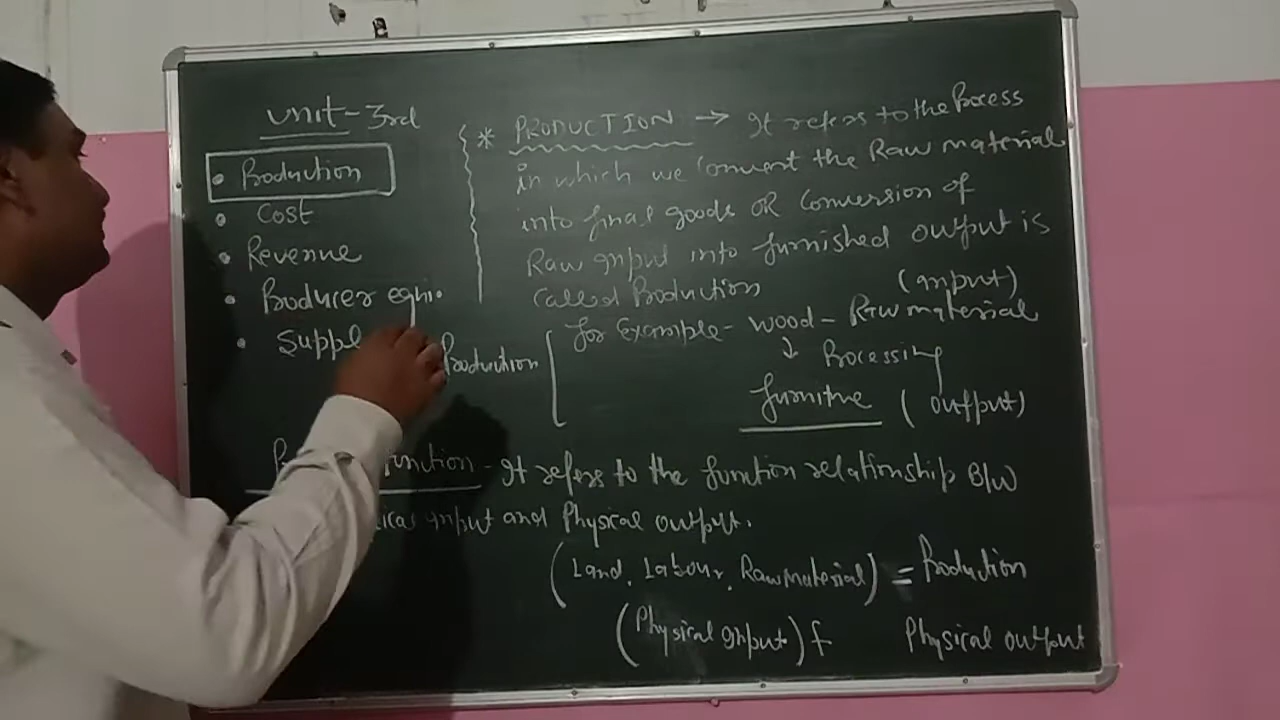 Unit-3rd
• Production
• Cost
• Revenue
• Producer equi.
• Suppl
* PRODUCTION → It refers to the Process
in which we convert the Raw material
into final goods OR Conversion of
Raw input into furnished output is
called Production
(input)
for Example- wood - Raw material
↓ Processing
furniture (output)
Production
function - It refers to the function relationship B/W
input and Physical output.
(Land, Labour, Raw material) = Production
(Physical input) f Physical output